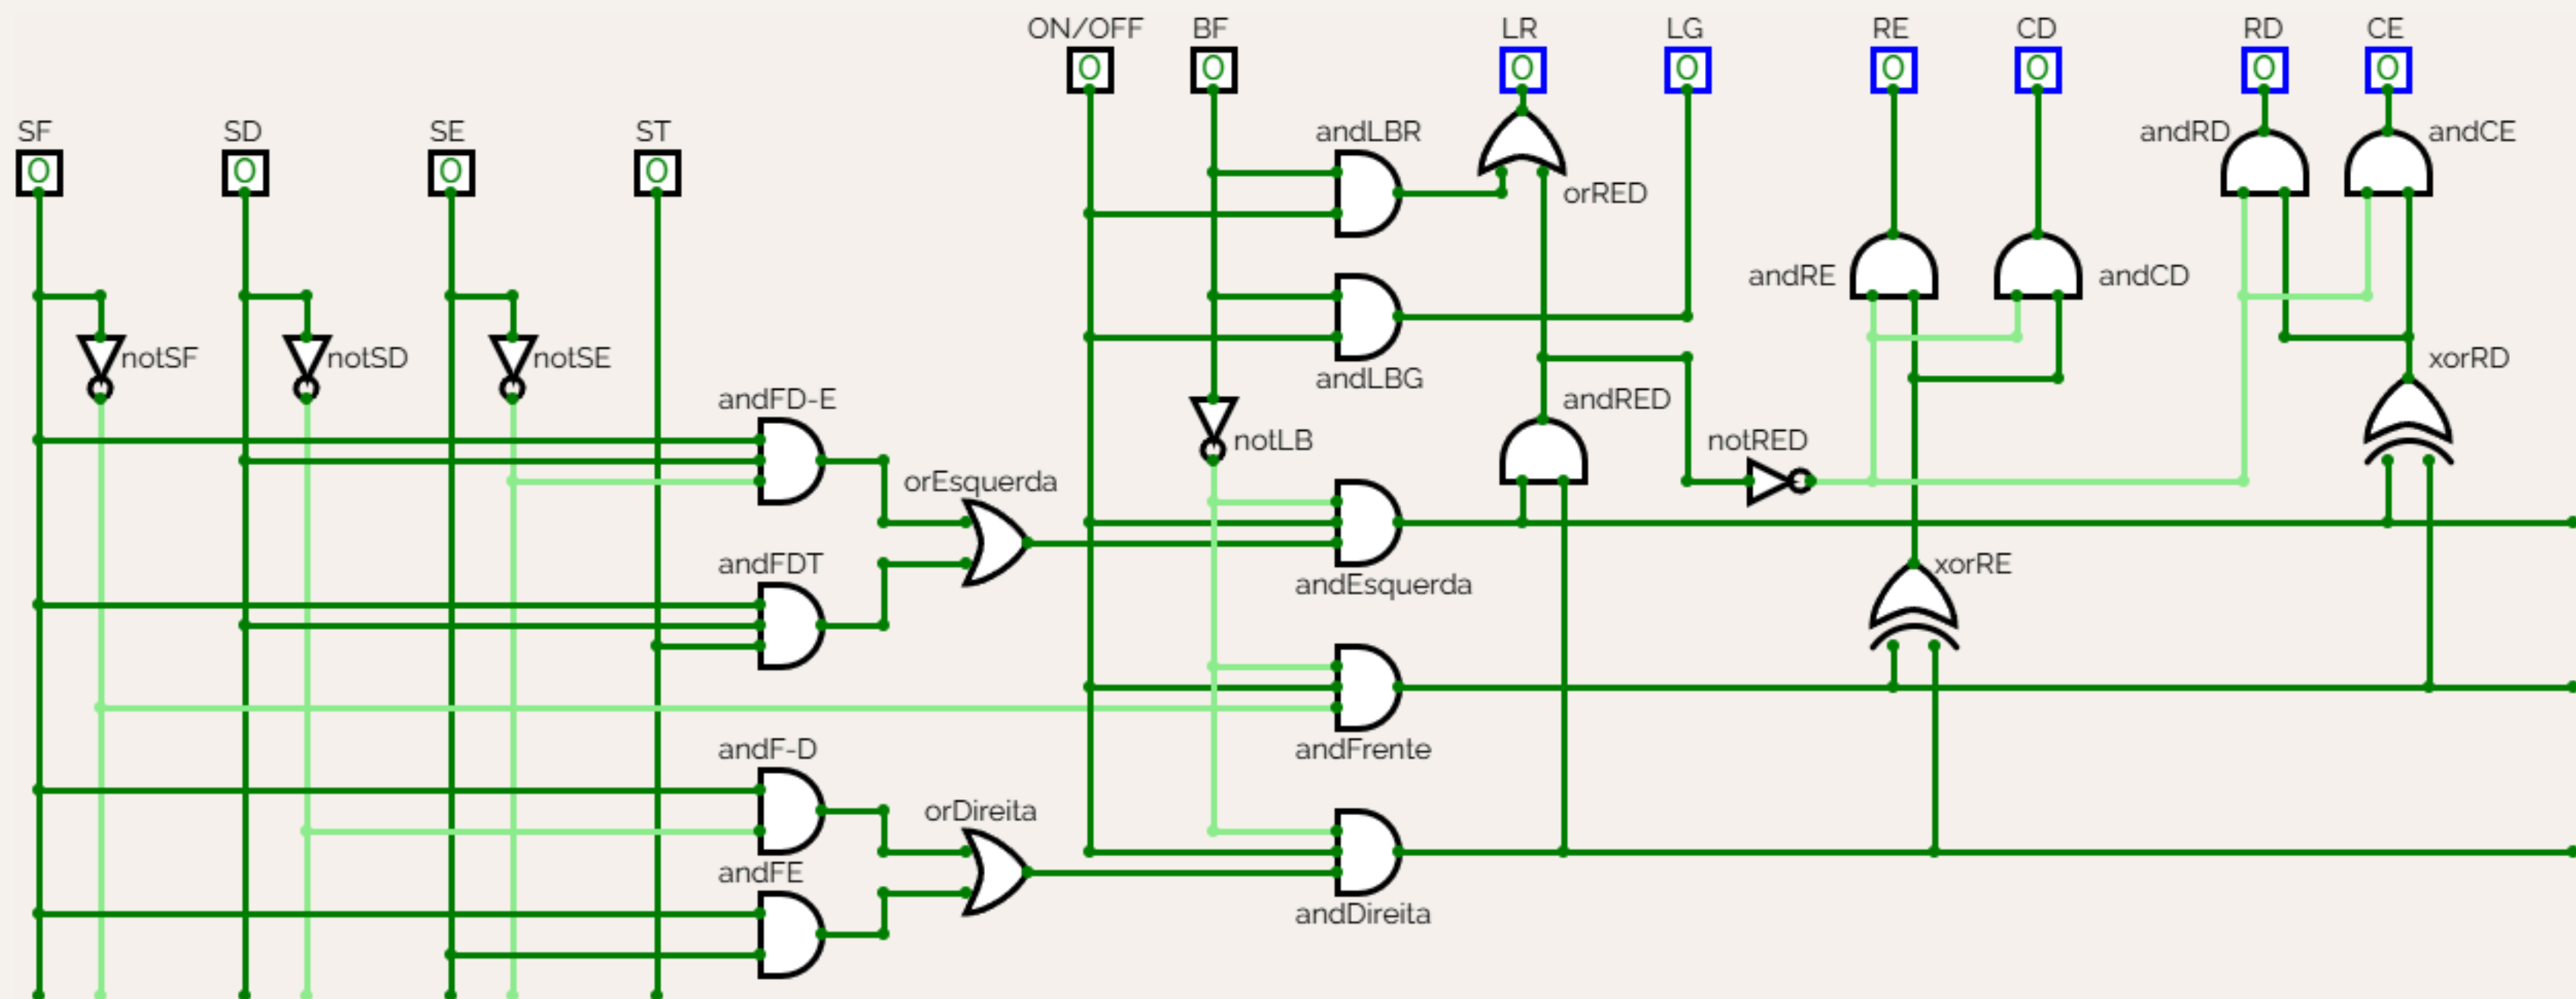 ON/OFF BF LR LG RE CD RD CE
SF SD SE ST andLBR andRD andCE
orRED
andRE andCD
notSF notSD notSE andLBG xorRD
andFD-E andRED
notLB notRED
orEsquerda
andFDT andEsquerda xorRE
andF-D andFrente
orDireita
andFE
andDireita
0 0 0 0 0 0 0 0
0 0 0 0